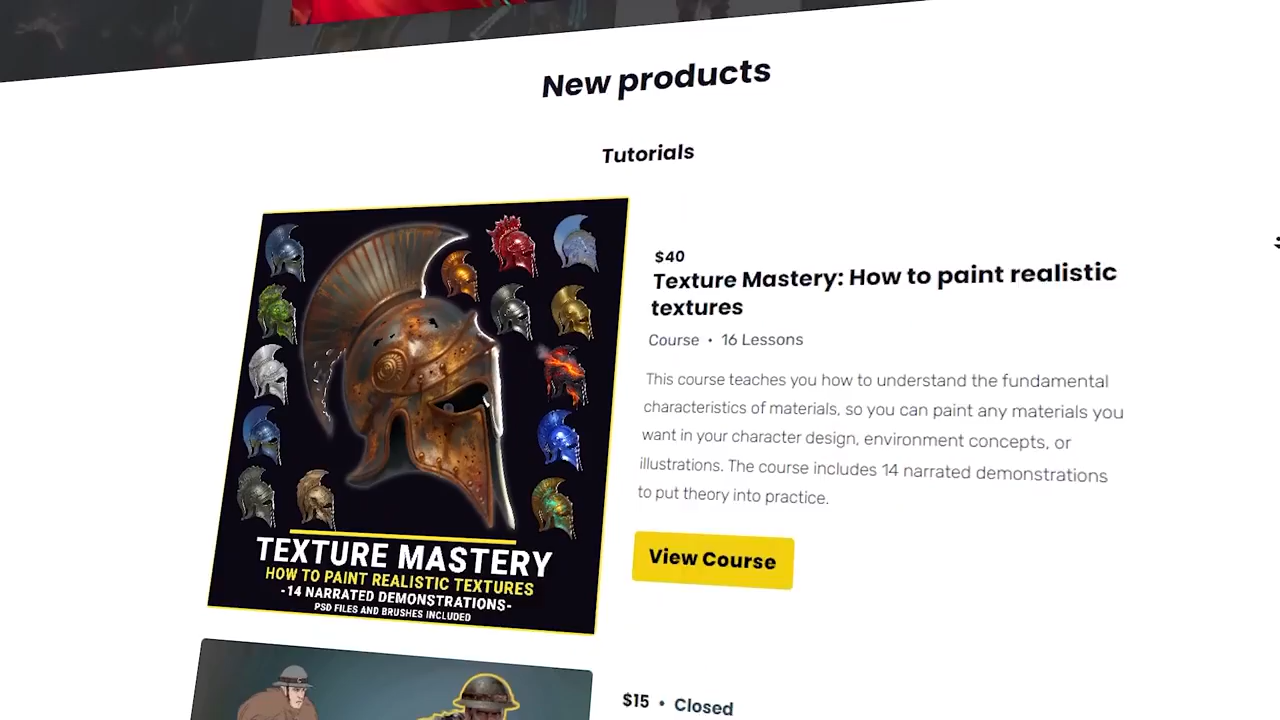 New products
Tutorials
TEXTURE MASTERY
HOW TO PAINT REALISTIC TEXTURES
-14 NARRATED DEMONSTRATIONS-
PSD FILES AND BRUSHES INCLUDED
$40
Texture Mastery: How to paint realistic
textures
Course • 16 Lessons
This course teaches you how to understand the fundamental
characteristics of materials, so you can paint any materials you
want in your character design, environment concepts, or
illustrations. The course includes 14 narrated demonstrations
to put theory into practice.
View Course
$15 • Closed